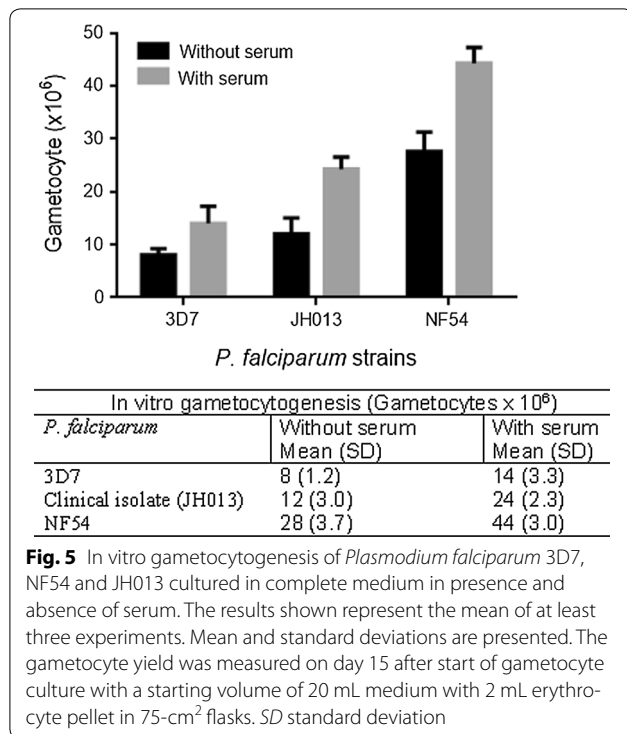 50
40
30
20
10
0
Gametocyte (x10⁶)
Without serum
With serum
3D7 JH013 NF54
P. falciparum strains
In vitro gametocytogenesis (Gametocytes x 10⁶)
P. falciparum Without serum With serum
Mean (SD) Mean (SD)
3D7 8 (1.2) 14 (3.3)
Clinical isolate (JH013) 12 (3.0) 24 (2.3)
NF54 28 (3.7) 44 (3.0)
Fig. 5 In vitro gametocytogenesis of Plasmodium falciparum 3D7,
NF54 and JH013 cultured in complete medium in presence and
absence of serum. The results shown represent the mean of at least
three experiments. Mean and standard deviations are presented. The
gametocyte yield was measured on day 15 after start of gametocyte
culture with a starting volume of 20 mL medium with 2 mL erythro-
cyte pellet in 75-cm² flasks. SD standard deviation